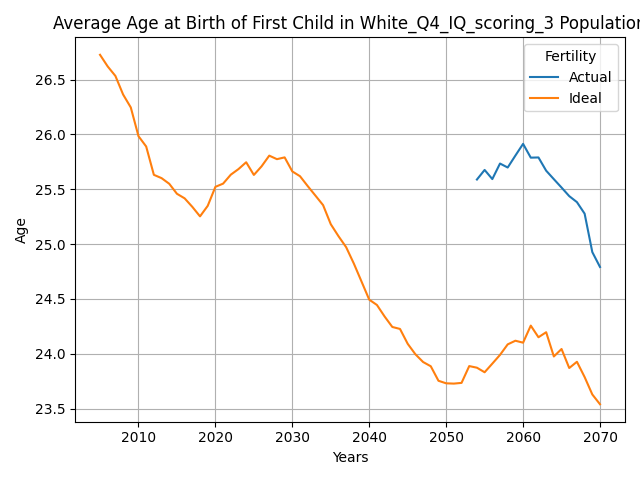 Average Age at Birth of First Child in White_Q4_IQ_scoring_3 Population
Fertility
Actual
Ideal
26.5
26.0
25.5
25.0
24.5
24.0
23.5
Age
2010 2020 2030 2040 2050 2060 2070
Years